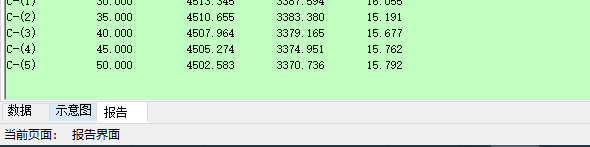 C-(1) 30.000 4513.345 3387.594 16.055
C-(2) 35.000 4510.655 3383.380 15.191
C-(3) 40.000 4507.964 3379.165 15.677
C-(4) 45.000 4505.274 3374.951 15.762
C-(5) 50.000 4502.583 3370.736 15.792
数据 示意图 报告
当前页面: 报告界面